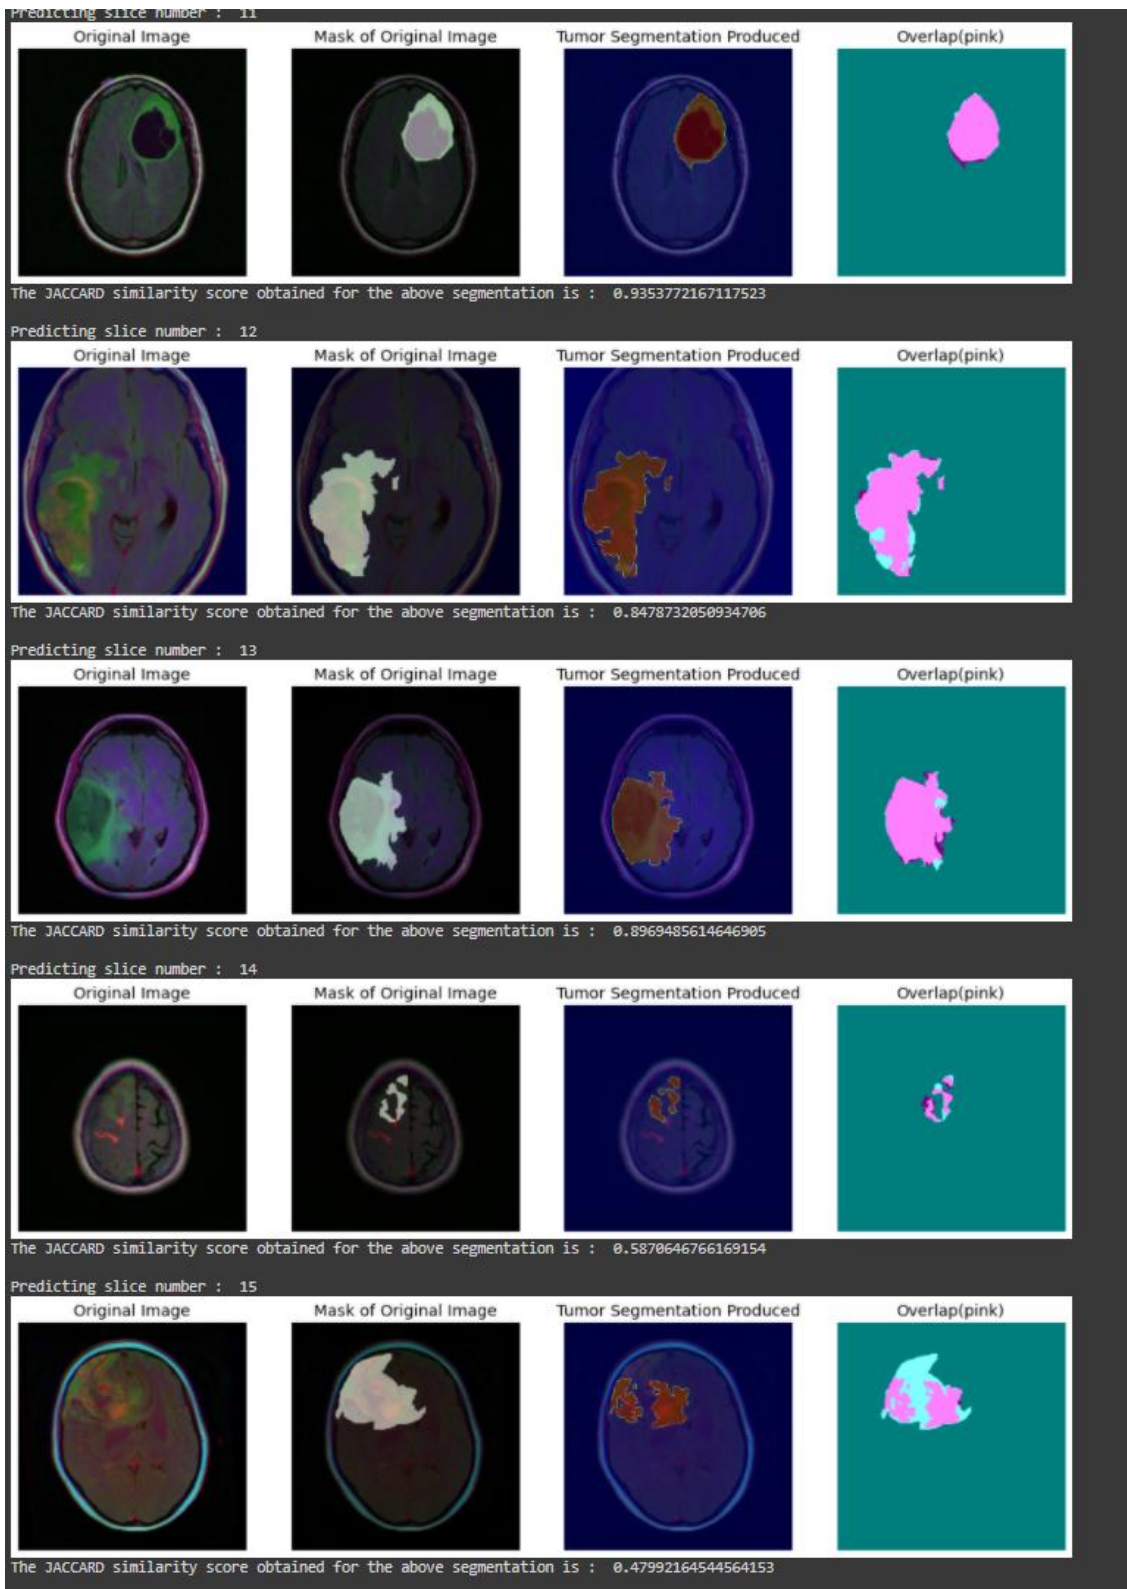 Predicting slice number :  11
Original Image Mask of Original Image Tumor Segmentation Produced Overlap(pink)
The JACCARD similarity score obtained for the above segmentation is :  0.9353772167117523
Predicting slice number :  12
Original Image Mask of Original Image Tumor Segmentation Produced Overlap(pink)
The JACCARD similarity score obtained for the above segmentation is :  0.8478732050934706
Predicting slice number :  13
Original Image Mask of Original Image Tumor Segmentation Produced Overlap(pink)
The JACCARD similarity score obtained for the above segmentation is :  0.8969485614646905
Predicting slice number :  14
Original Image Mask of Original Image Tumor Segmentation Produced Overlap(pink)
The JACCARD similarity score obtained for the above segmentation is :  0.5870646766169154
Predicting slice number :  15
Original Image Mask of Original Image Tumor Segmentation Produced Overlap(pink)
The JACCARD similarity score obtained for the above segmentation is :  0.47992164544564153